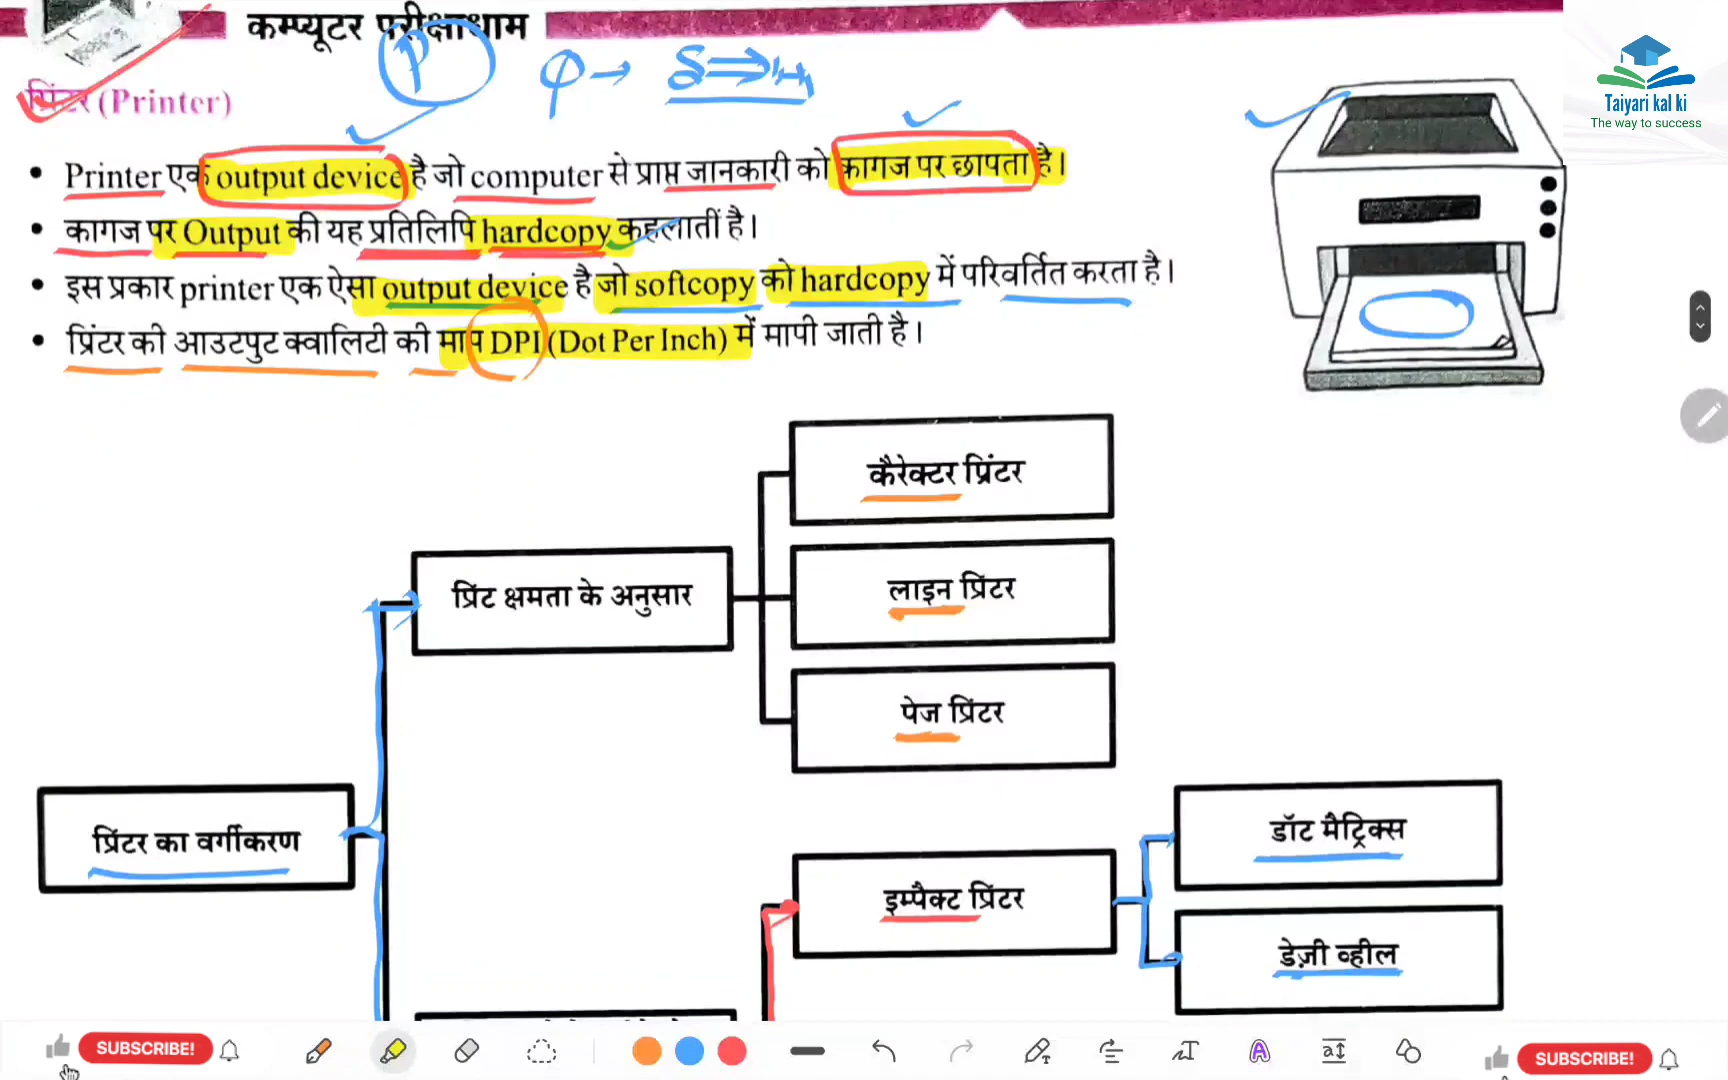 कम्प्यूटर परीक्षाधाम
P
Taiyari kal ki
The way to success
प्रिंटर (Printer)
• Printer एक output device है जो computer से प्राप्त जानकारी को कागज पर छापता है।
• कागज पर Output की यह प्रतिलिपि hardcopy कहलाती है।
• इस प्रकार printer एक ऐसा output device है जो softcopy को hardcopy में परिवर्तित करता है।
• प्रिंटर की आउटपुट क्वालिटी की माप DPI (Dot Per Inch) में मापी जाती है।
कैरेक्टर प्रिंटर
प्रिंट क्षमता के अनुसार
लाइन प्रिंटर
पेज प्रिंटर
प्रिंटर का वर्गीकरण
डॉट मैट्रिक्स
इम्पैक्ट प्रिंटर
डेज़ी व्हील
SUBSCRIBE!
SUBSCRIBE!